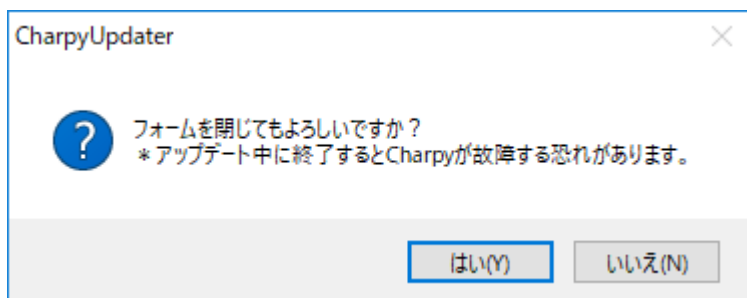 CharpyUpdater
フォームを閉じてもよろしいですか？
＊アップデート中に終了するとCharpyが故障する恐れがあります。
はい(Y)
いいえ(N)